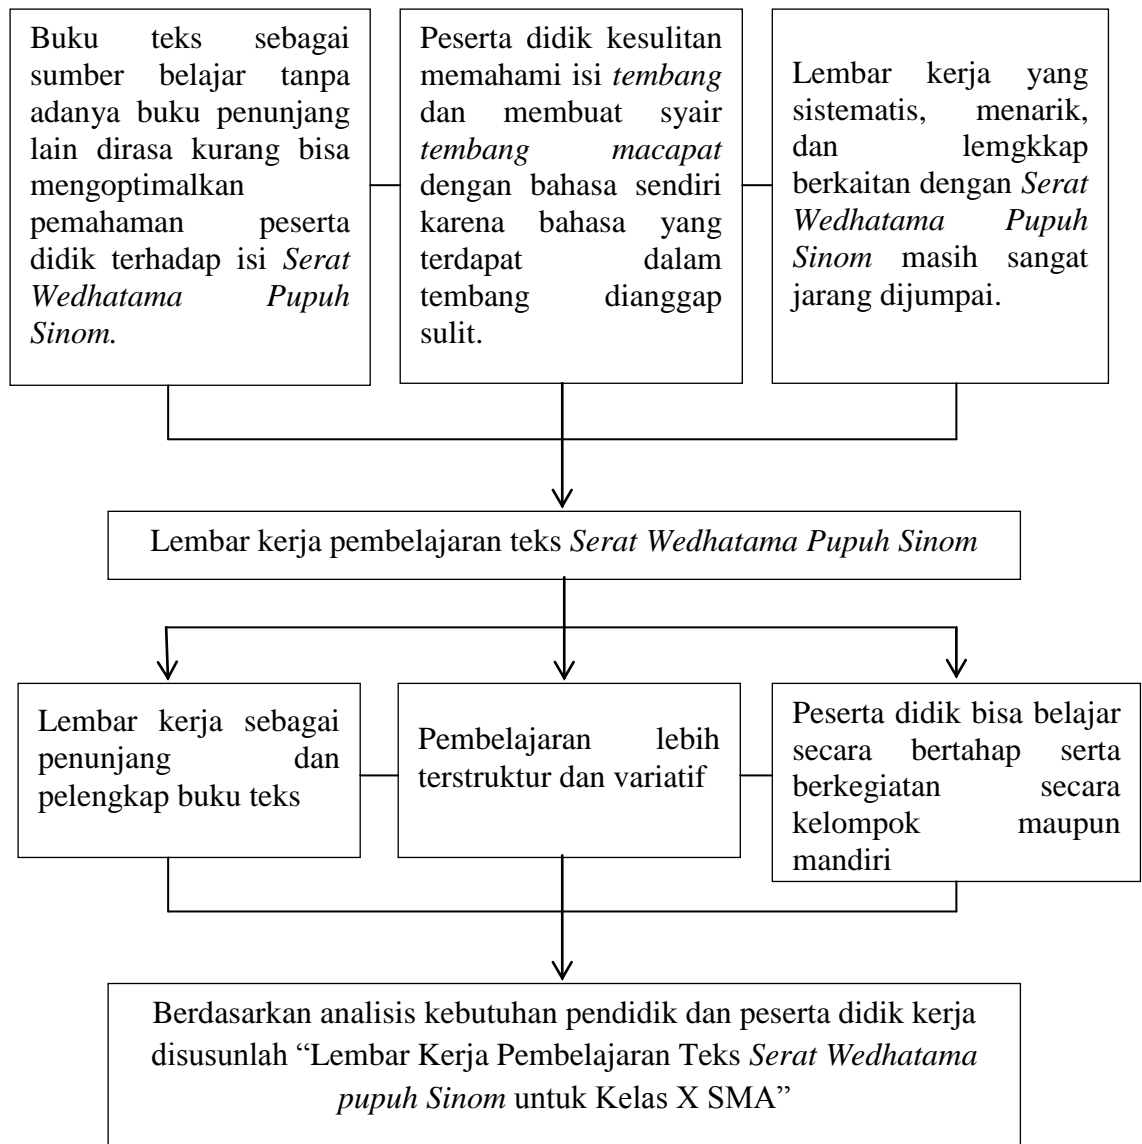 Buku teks sebagai
sumber belajar tanpa
adanya buku penunjang
lain dirasa kurang bisa
mengoptimalkan
pemahaman peserta
didik terhadap isi Serat
Wedhatama Pupuh
Sinom.
Peserta didik kesulitan
memahami isi tembang
dan membuat syair
tembang macapat
dengan bahasa sendiri
karena bahasa yang
terdapat dalam
tembang dianggap
sulit.
Lembar kerja yang
sistematis, menarik,
dan lemgkkap
berkaitan dengan Serat
Wedhatama Pupuh
Sinom masih sangat
jarang dijumpai.
Lembar kerja pembelajaran teks Serat Wedhatama Pupuh Sinom
Lembar kerja sebagai
penunjang dan
pelengkap buku teks
Pembelajaran lebih
terstruktur dan variatif
Peserta didik bisa belajar
secara bertahap serta
berkegiatan secara
kelompok maupun
mandiri
Berdasarkan analisis kebutuhan pendidik dan peserta didik kerja
disusunlah “Lembar Kerja Pembelajaran Teks Serat Wedhatama
pupuh Sinom untuk Kelas X SMA”